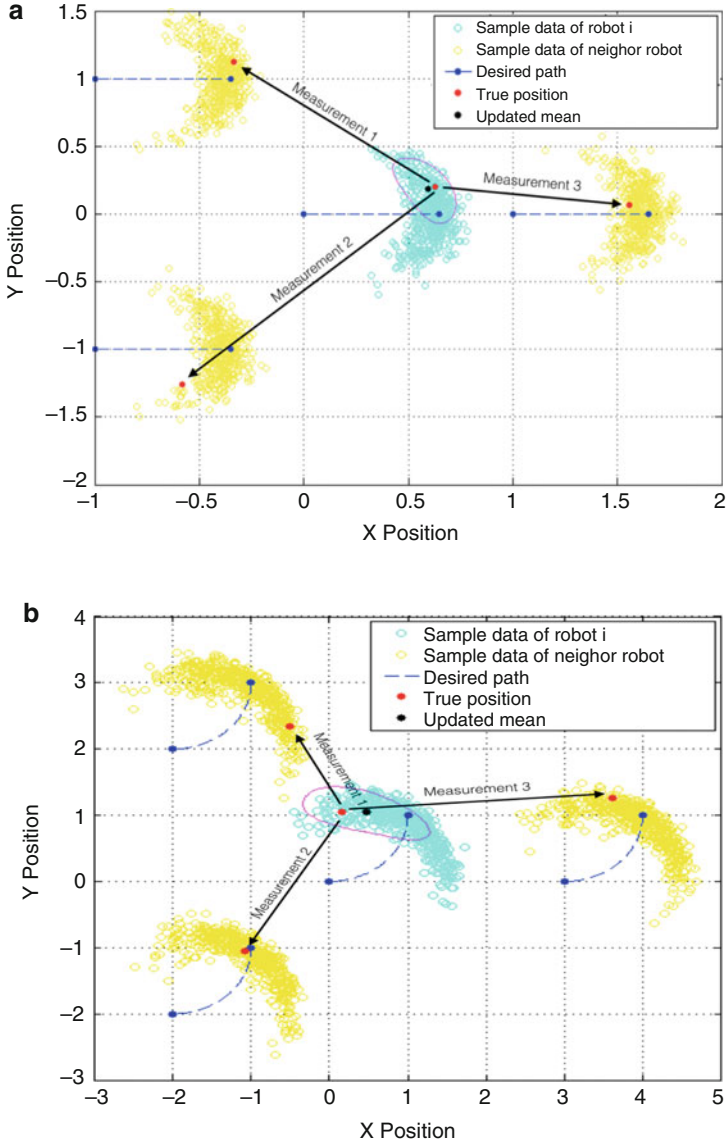 a
1.5
1
0.5
0
−0.5
−1
−1.5
−2
Y Position
−1
−0.5
0
0.5
1
1.5
2
X Position
Sample data of robot i
Sample data of neighor robot
Desired path
True position
Updated mean
Measurement 1
Measurement 3
Measurement 2
b
4
3
2
1
0
−1
−2
−3
Y Position
−3
−2
−1
0
1
2
3
4
5
X Position
Sample data of robot i
Sample data of neighor robot
Desired path
True position
Updated mean
Measurement 1
Measurement 3
Measurement 2